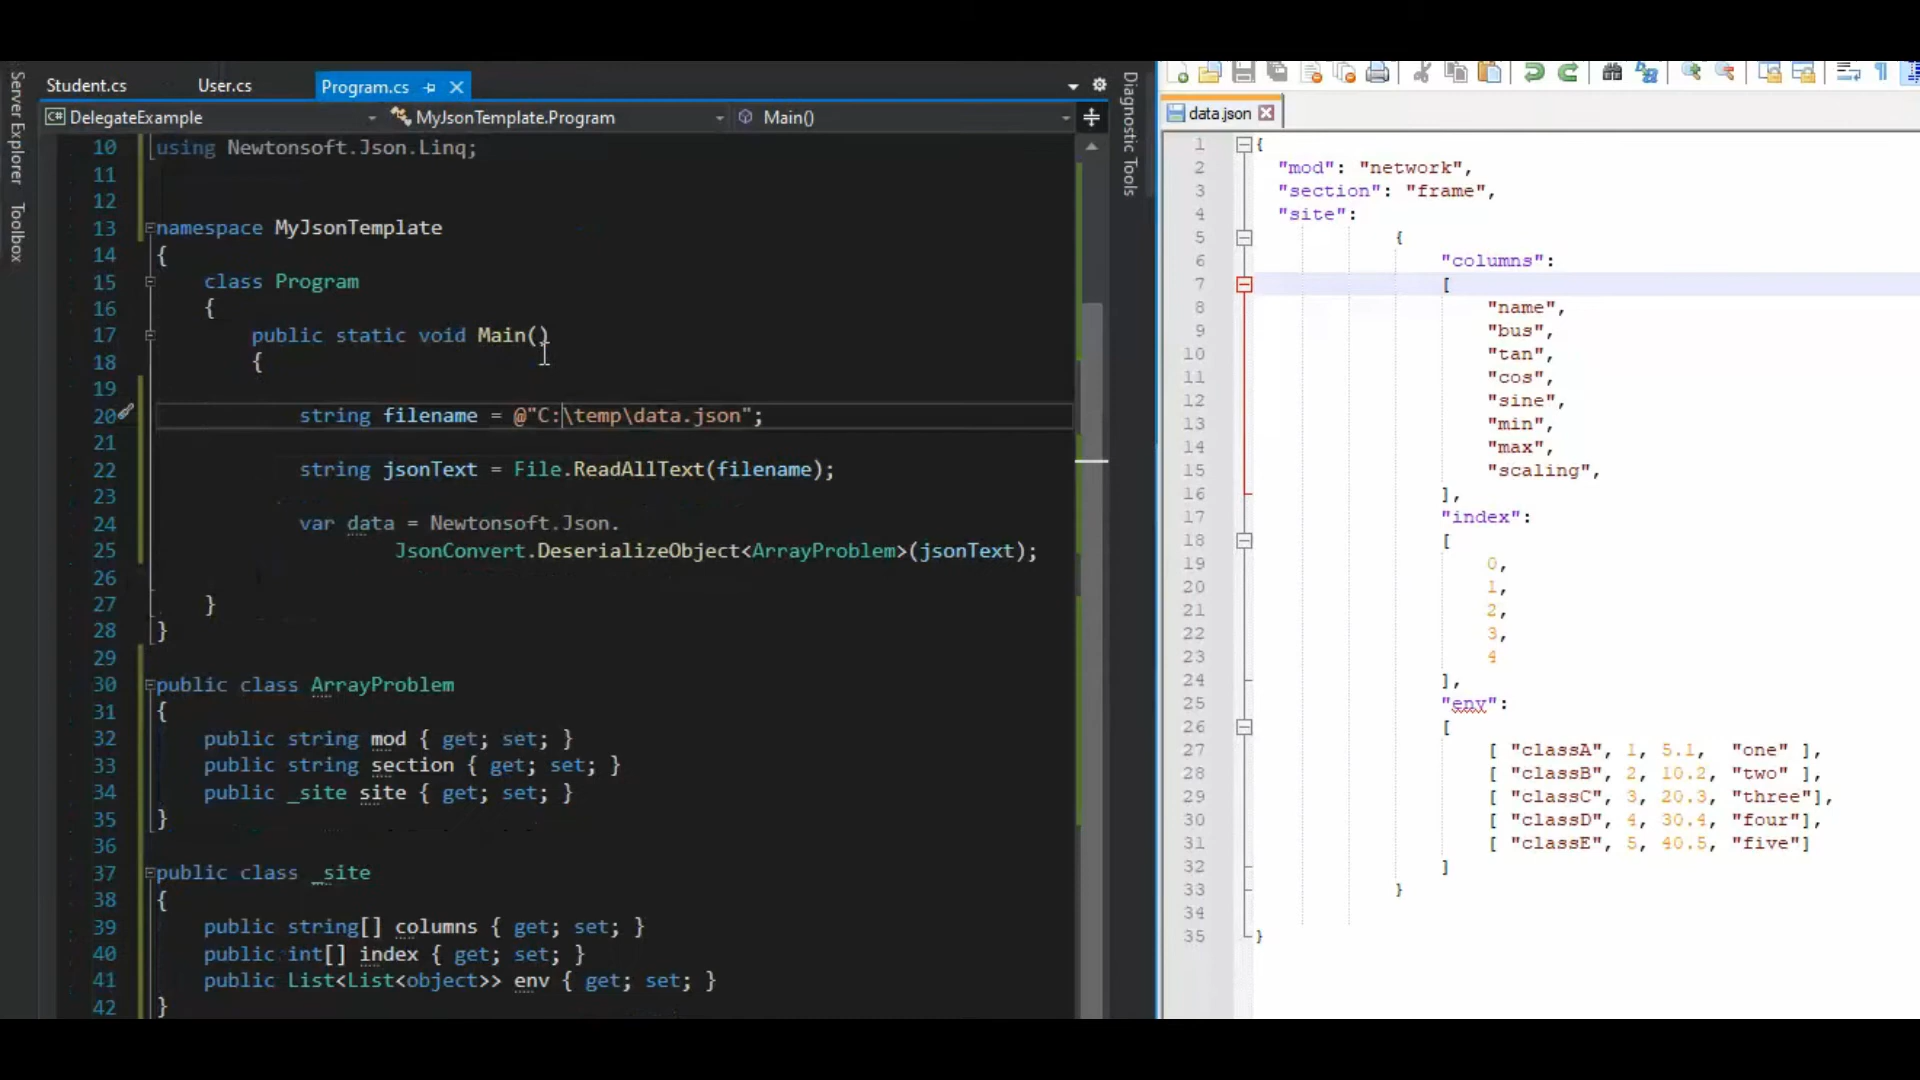 Server Explorer
Toolbox
Student.cs
User.cs
Program.cs
C# DelegateExample
MyJsonTemplate.Program
Main()
Diagnostic Tools
10 using Newtonsoft.Json.Linq;
11
12
13 namespace MyJsonTemplate
14 {
15 class Program
16 {
17 public static void Main()
18 {
19
20 string filename = @"C:\temp\data.json";
21
22 string jsonText = File.ReadAllText(filename);
23
24 var data = Newtonsoft.Json.
25 JsonConvert.DeserializeObject<ArrayProblem>(jsonText);
26
27 }
28 }
29
30 public class ArrayProblem
31 {
32 public string mod { get; set; }
33 public string section { get; set; }
34 public _site site { get; set; }
35 }
36
37 public class _site
38 {
39 public string[] columns { get; set; }
40 public int[] index { get; set; }
41 public List<List<object>> env { get; set; }
42 }
data.json
1 {
2 "mod": "network",
3 "section": "frame",
4 "site":
5 {
6 "columns":
7 [
8 "name",
9 "bus",
10 "tan",
11 "cos",
12 "sine",
13 "min",
14 "max",
15 "scaling",
16 ],
17 "index":
18 [
19 0,
20 1,
21 2,
22 3,
23 4
24 ],
25 "env":
26 [
27 [ "classA", 1, 5.1, "one" ],
28 [ "classB", 2, 10.2, "two" ],
29 [ "classC", 3, 20.3, "three"],
30 [ "classD", 4, 30.4, "four"],
31 [ "classE", 5, 40.5, "five"]
32 ]
33 }
34
35 }